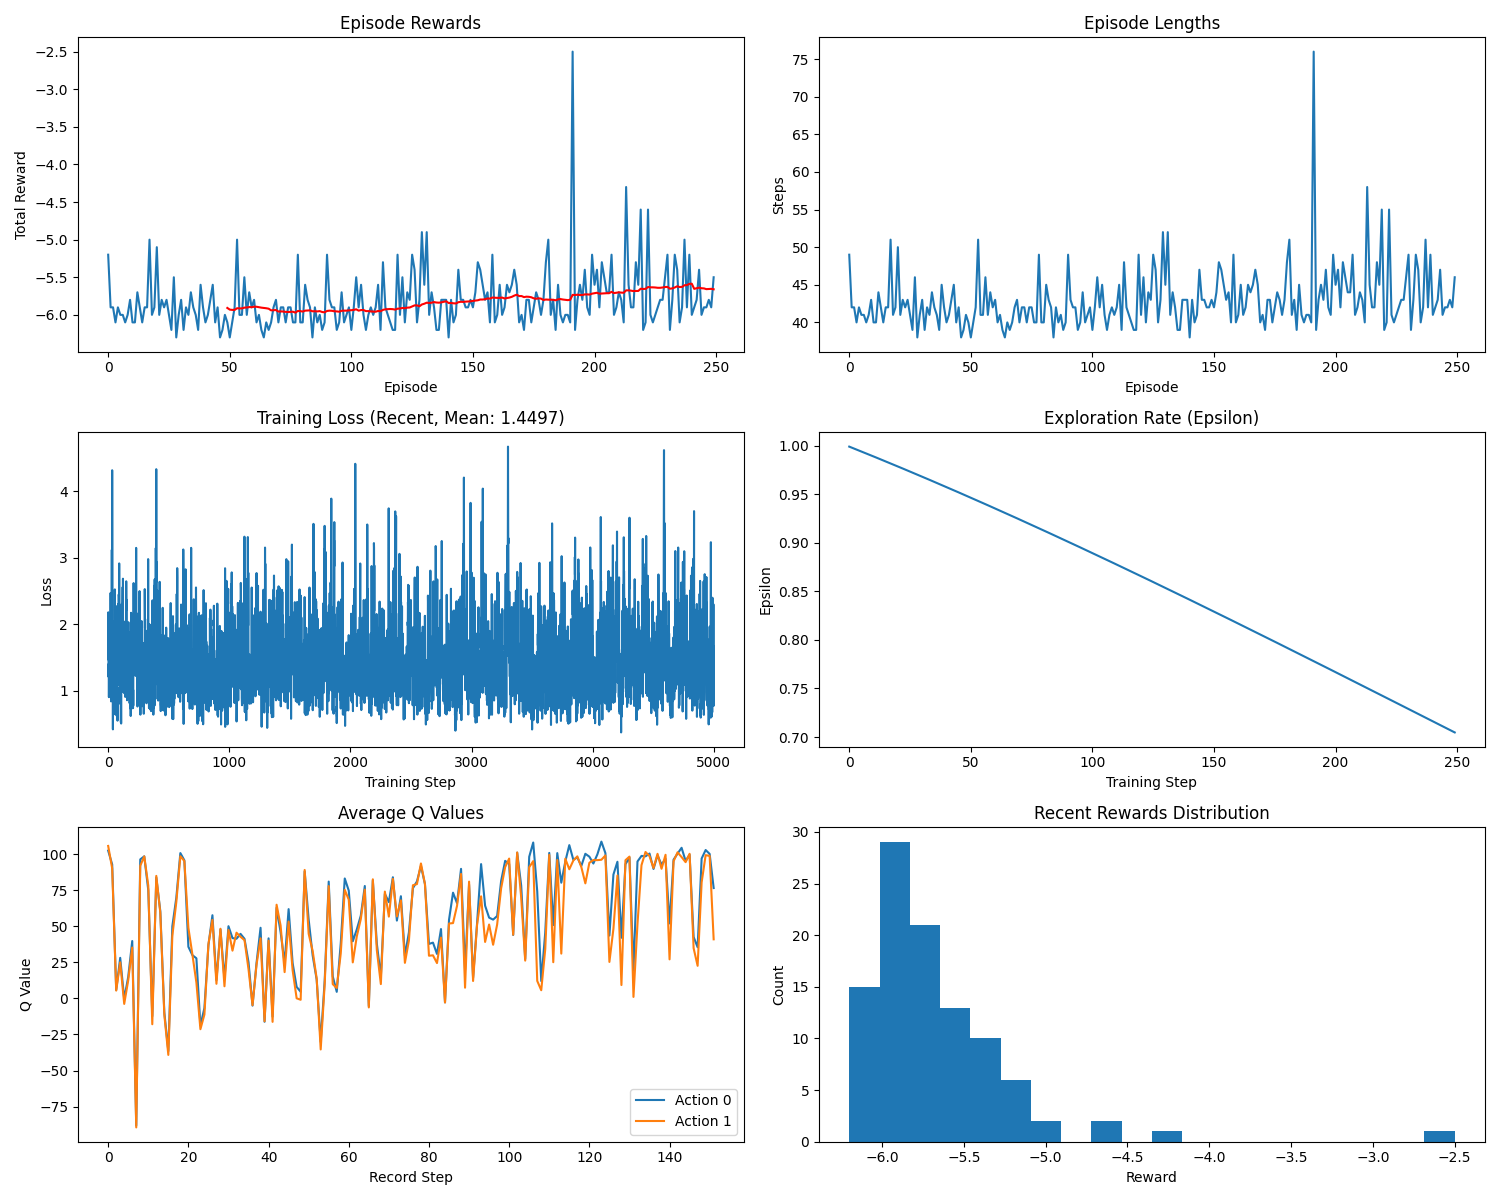 Episode Rewards
Total Reward
−2.5
−3.0
−3.5
−4.0
−4.5
−5.0
−5.5
−6.0
0 50 100 150 200 250
Episode
Episode Lengths
Steps
75
70
65
60
55
50
45
40
0 50 100 150 200 250
Episode
Training Loss (Recent, Mean: 1.4497)
Loss
4
3
2
1
0 1000 2000 3000 4000 5000
Training Step
Exploration Rate (Epsilon)
Epsilon
1.00
0.95
0.90
0.85
0.80
0.75
0.70
0 50 100 150 200 250
Training Step
Average Q Values
Q Value
100
75
50
25
0
−25
−50
−75
Action 0
Action 1
0 20 40 60 80 100 120 140
Record Step
Recent Rewards Distribution
Count
30
25
20
15
10
5
0
−6.0 −5.5 −5.0 −4.5 −4.0 −3.5 −3.0 −2.5
Reward